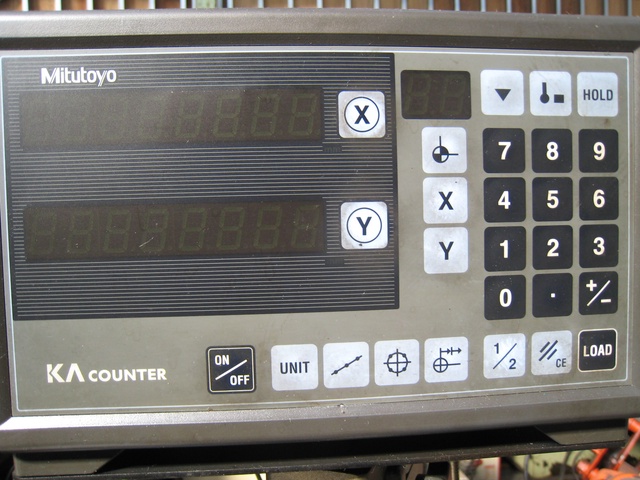 Mitutoyo
X
HOLD
7 8 9
X 4 5 6
Y
Y 1 2 3
0 . +/-
KA COUNTER
ON/OFF
UNIT
1/2
CE
LOAD